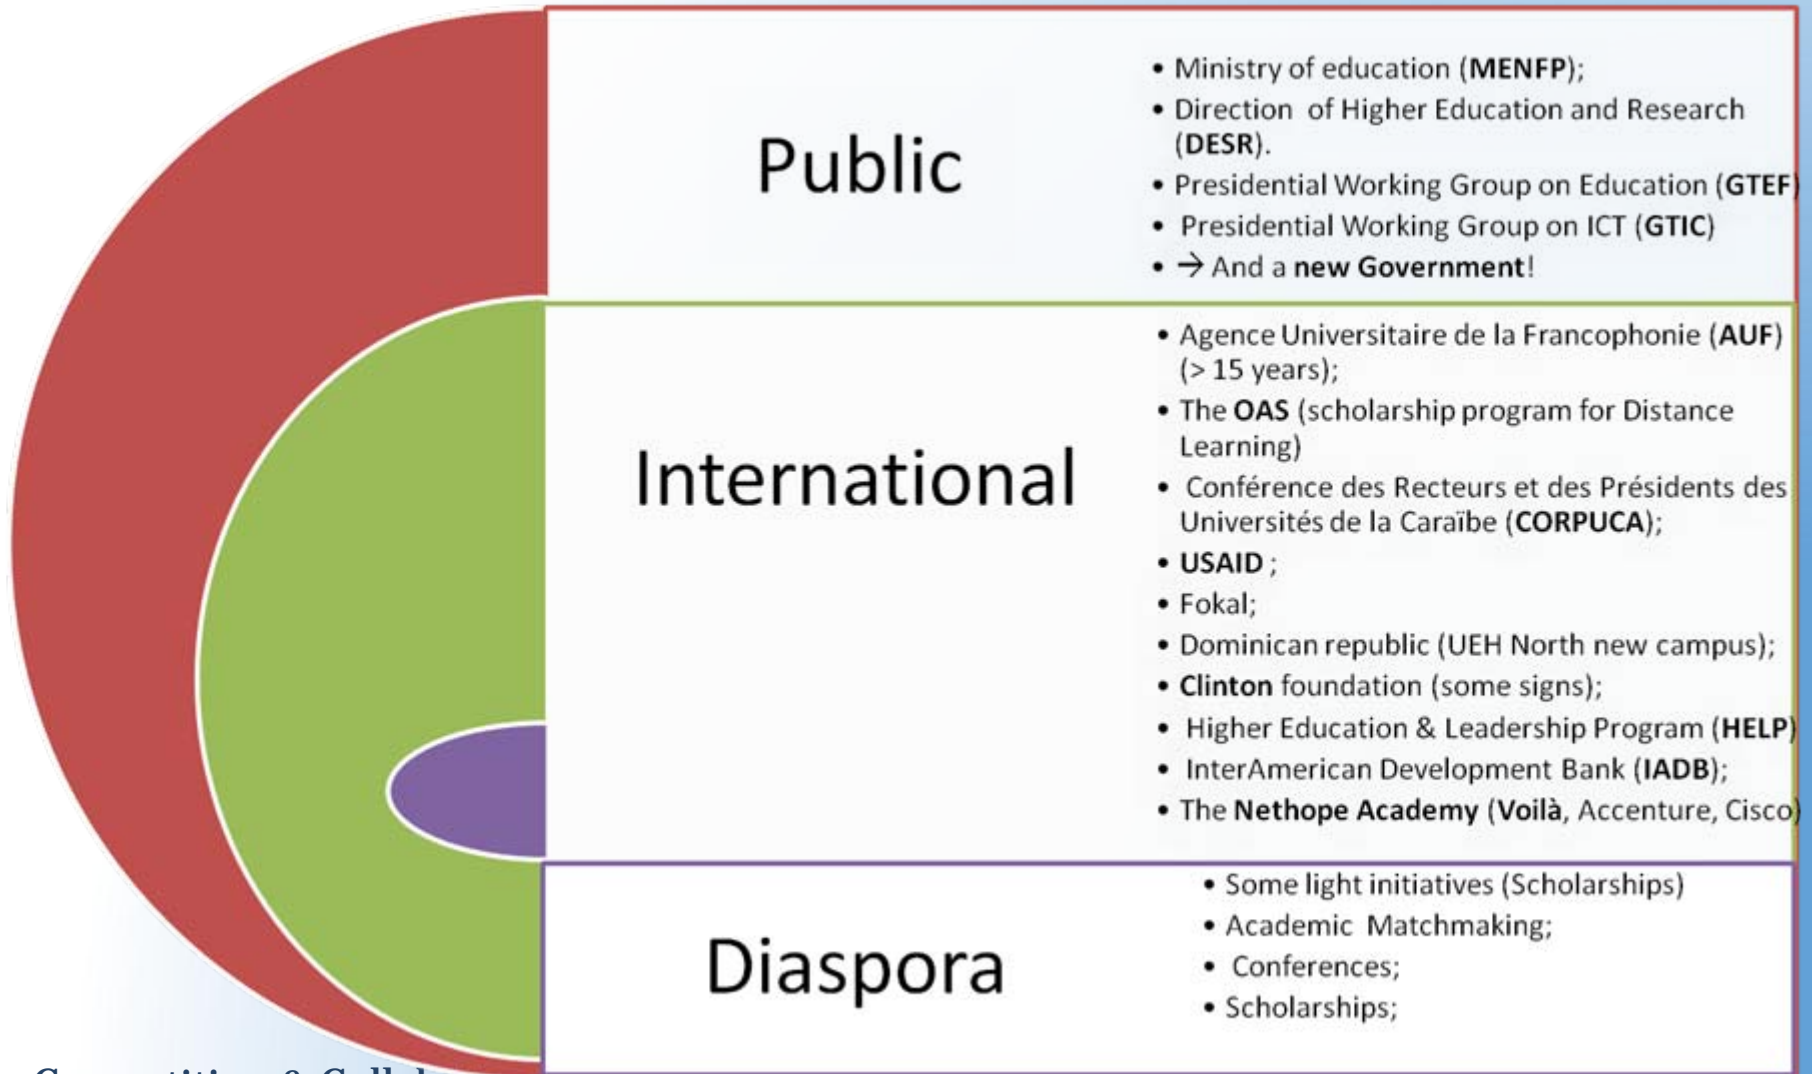 Public
• Ministry of education (MENFP);
• Direction of Higher Education and Research
(DESR).
• Presidential Working Group on Education (GTEF)
• Presidential Working Group on ICT (GTIC)
• → And a new Government!
International
• Agence Universitaire de la Francophonie (AUF)
(> 15 years);
• The OAS (scholarship program for Distance
Learning)
• Conférence des Recteurs et des Présidents des
Universités de la Caraïbe (CORPUCA);
• USAID ;
• Fokal;
• Dominican republic (UEH North new campus);
• Clinton foundation (some signs);
• Higher Education & Leadership Program (HELP)
• InterAmerican Development Bank (IADB);
• The Nethope Academy (Voilà, Accenture, Cisco)
Diaspora
• Some light initiatives (Scholarships)
• Academic Matchmaking;
• Conferences;
• Scholarships;